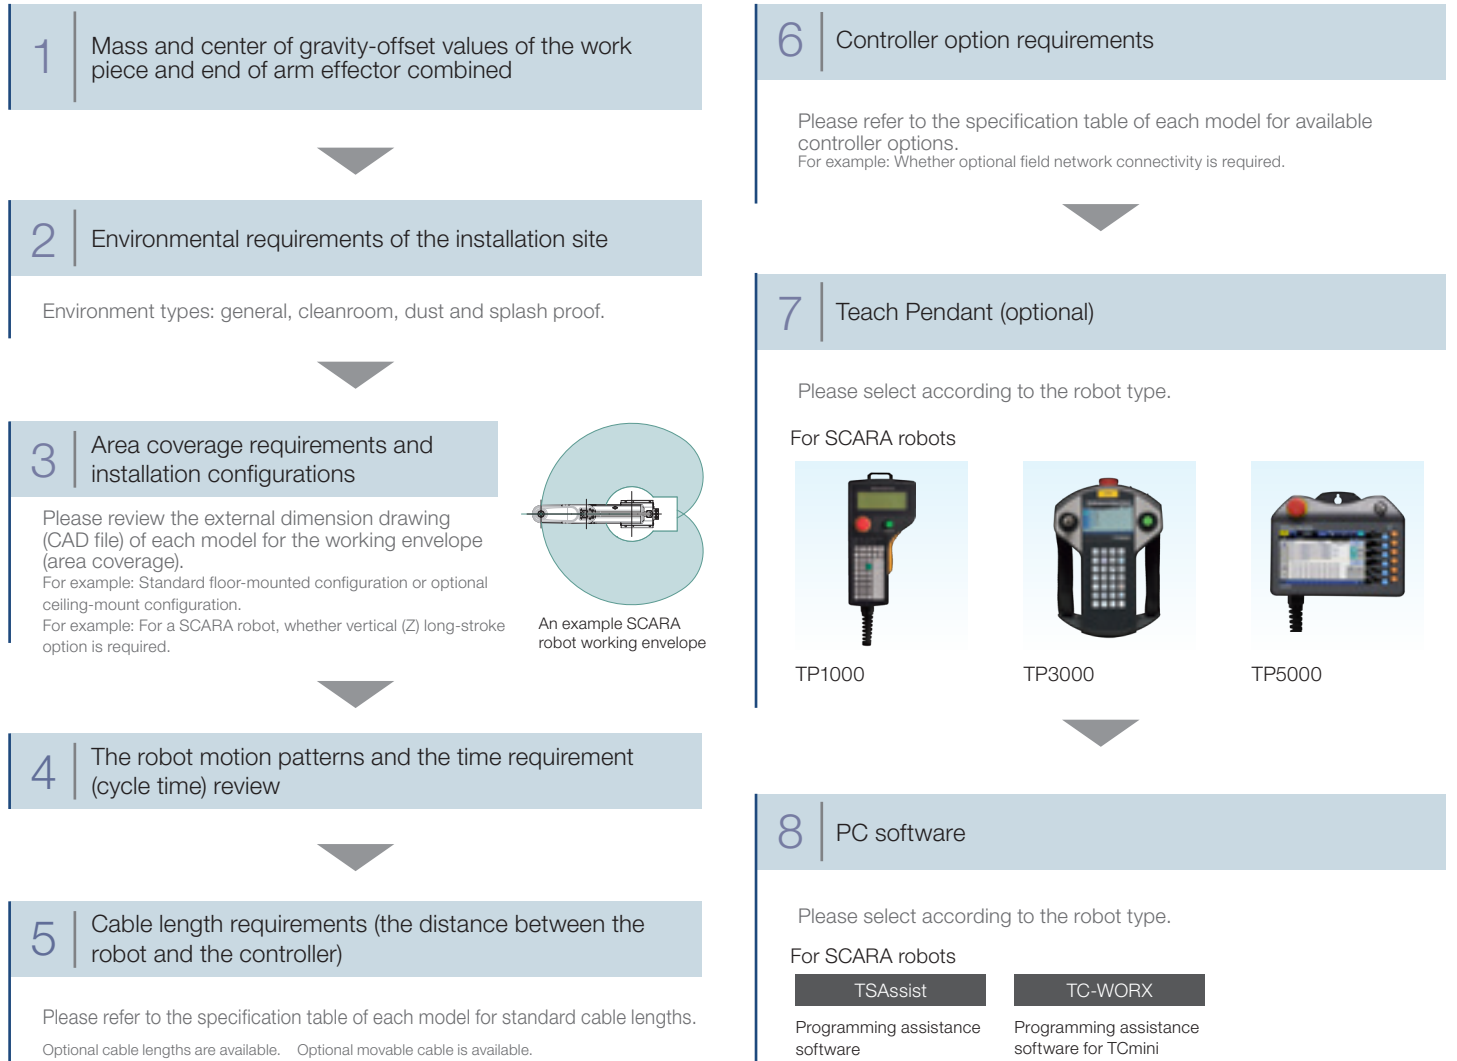 1
Mass and center of gravity-offset values of the work
piece and end of arm effector combined
2
Environmental requirements of the installation site
Environment types: general, cleanroom, dust and splash proof.
3
Area coverage requirements and
installation configurations
Please review the external dimension drawing
(CAD file) of each model for the working envelope
(area coverage).
For example: Standard floor-mounted configuration or optional
ceiling-mount configuration.
For example: For a SCARA robot, whether vertical (Z) long-stroke
option is required.
An example SCARA
robot working envelope
4
The robot motion patterns and the time requirement
(cycle time) review
5
Cable length requirements (the distance between the
robot and the controller)
Please refer to the specification table of each model for standard cable lengths.
Optional cable lengths are available. Optional movable cable is available.
6
Controller option requirements
Please refer to the specification table of each model for available
controller options.
For example: Whether optional field network connectivity is required.
7
Teach Pendant (optional)
Please select according to the robot type.
For SCARA robots
TP1000
TP3000
TP5000
8
PC software
Please select according to the robot type.
For SCARA robots
TSAssist
Programming assistance
software
TC-WORX
Programming assistance
software for TCmini